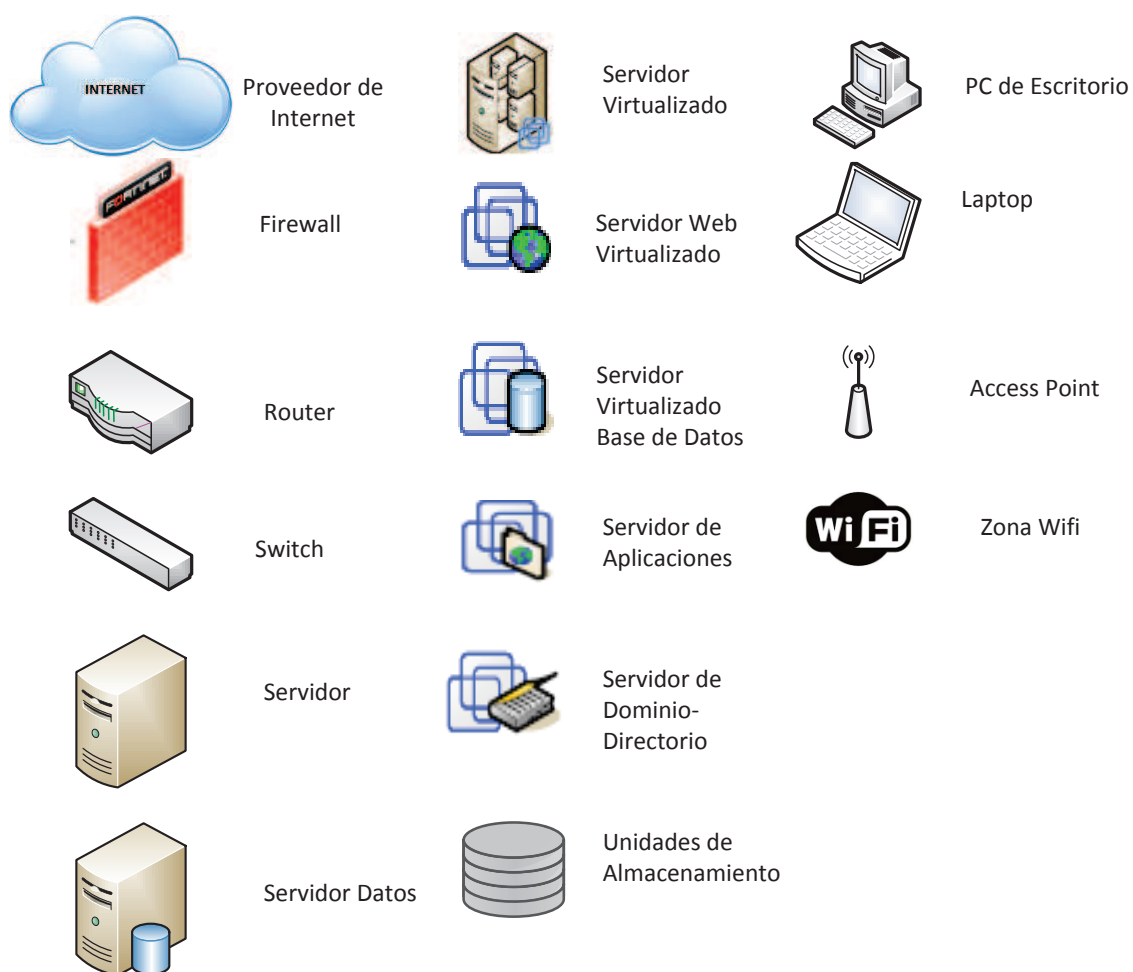 INTERNET
Proveedor de
Internet
FORTINET
Firewall
Router
Switch
Servidor
Servidor Datos
Servidor
Virtualizado
Servidor Web
Virtualizado
Servidor
Virtualizado
Base de Datos
Servidor de
Aplicaciones
Servidor de
Dominio-
Directorio
Unidades de
Almacenamiento
PC de Escritorio
Laptop
Access Point
Wi Fi
Zona Wifi